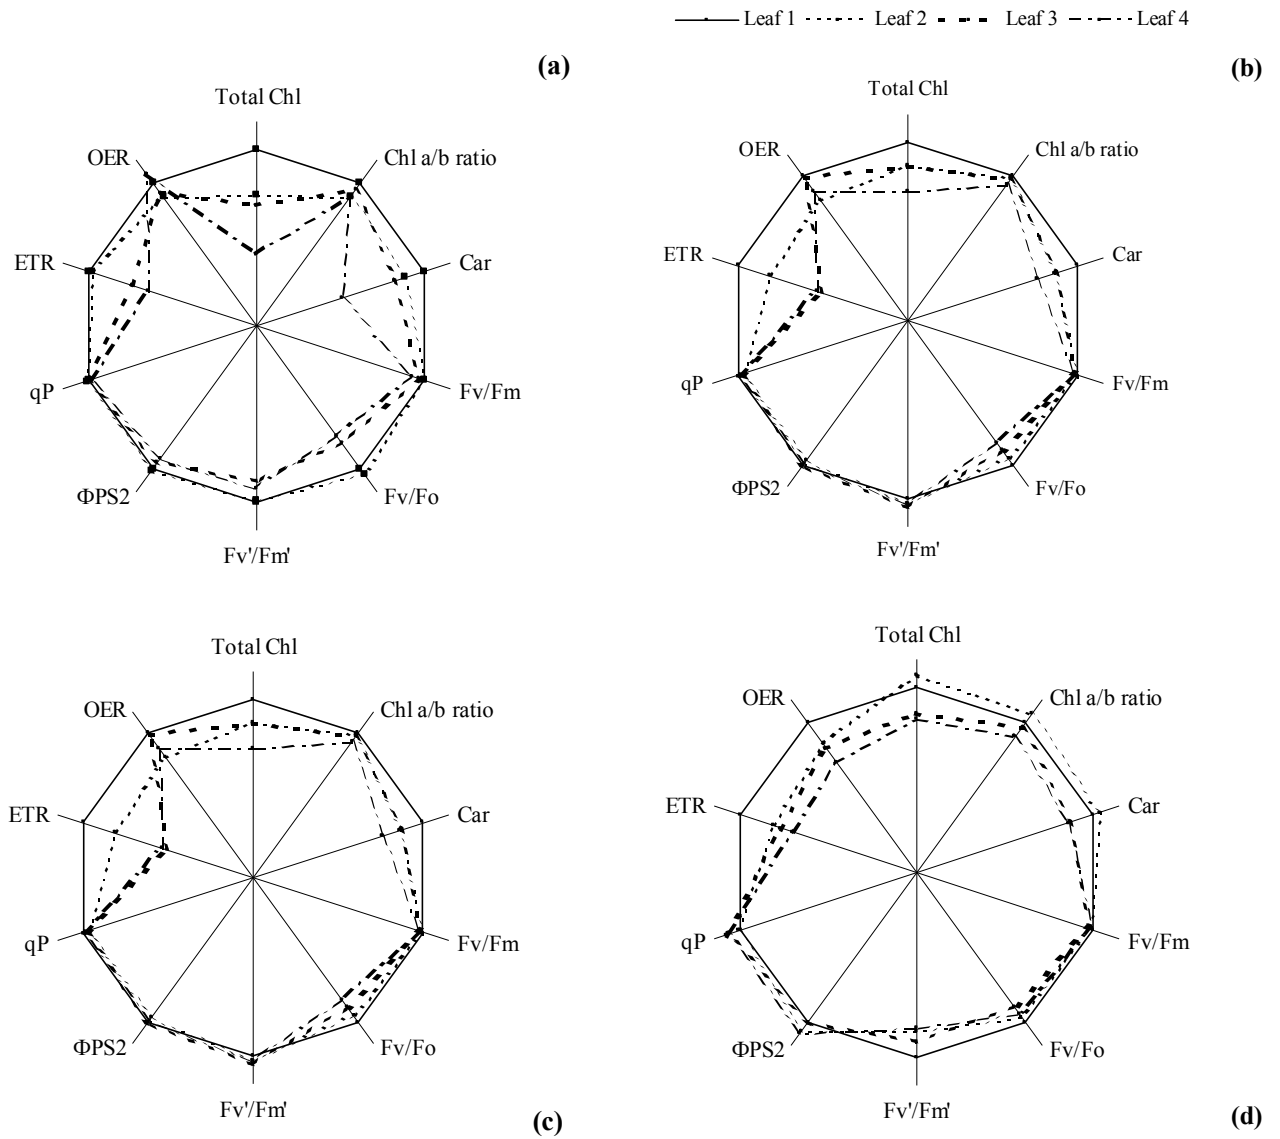 Leaf 1 Leaf 2 Leaf 3 Leaf 4
(a)
Total Chl
OER
Chl a/b ratio
ETR
Car
qP
Fv/Fm
ΦPS2
Fv/Fo
Fv'/Fm'
(b)
Total Chl
OER
Chl a/b ratio
ETR
Car
qP
Fv/Fm
ΦPS2
Fv/Fo
Fv'/Fm'
Total Chl
OER
Chl a/b ratio
ETR
Car
qP
Fv/Fm
ΦPS2
Fv/Fo
Fv'/Fm'
(c)
Total Chl
OER
Chl a/b ratio
ETR
Car
qP
Fv/Fm
ΦPS2
Fv/Fo
Fv'/Fm'
(d)